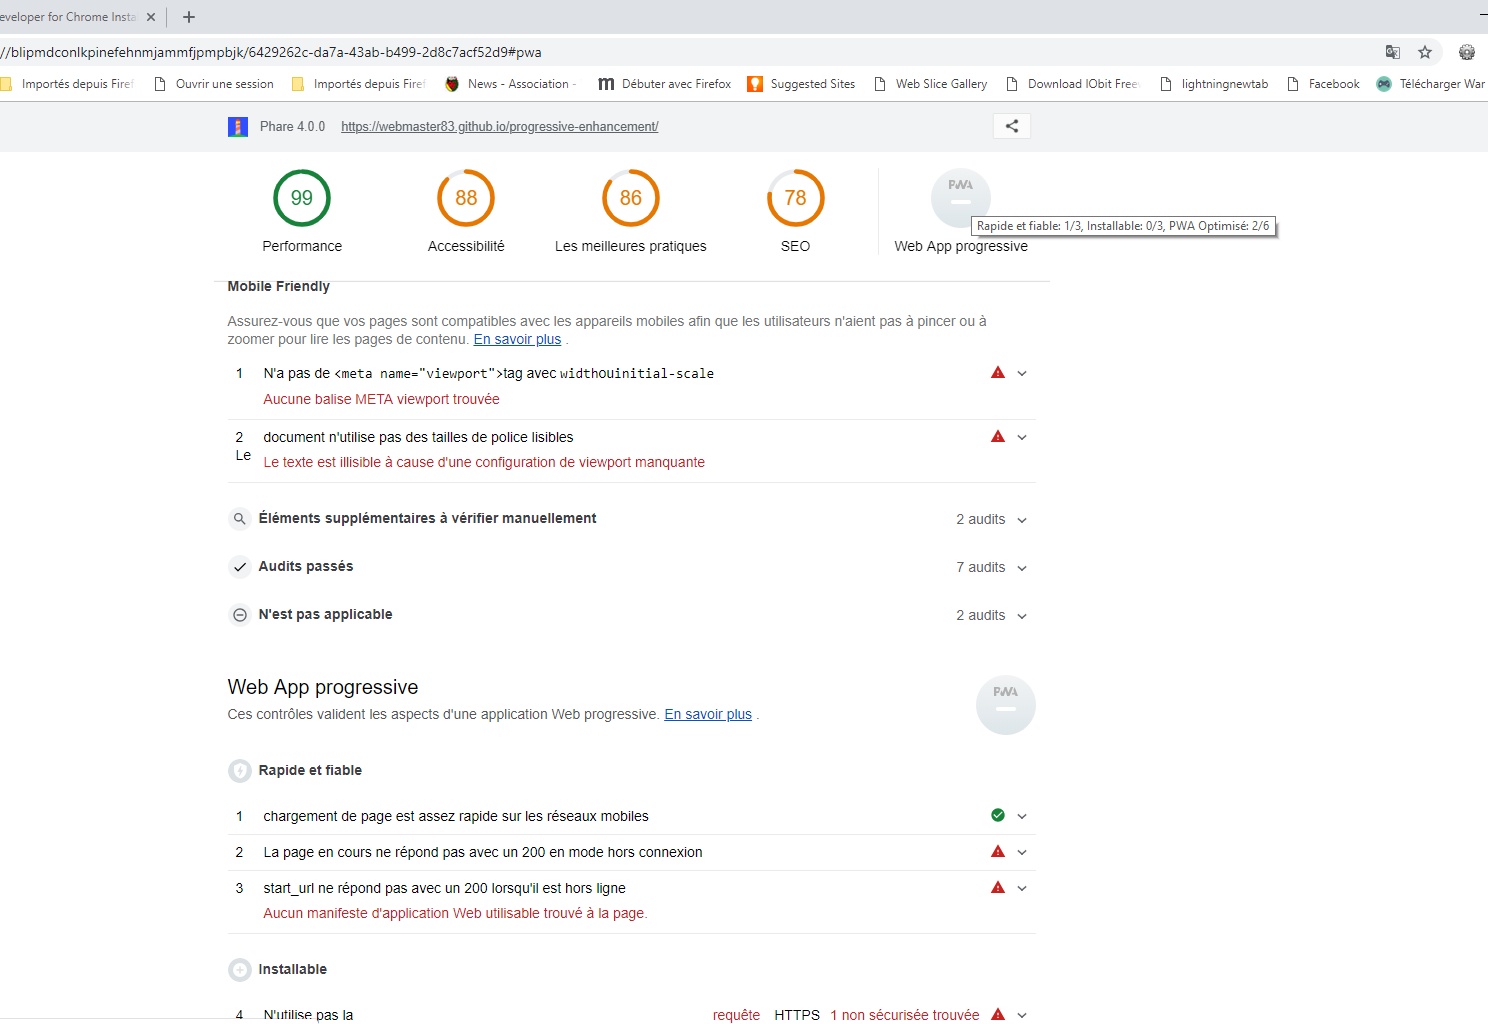 eveloper for Chrome Insta
//blipmdconlkpinefehnmjammfjpmpbjk/6429262c-da7a-43ab-b499-2d8c7acf52d9#pwa
Importés depuis Firef Ouvrir une session Importés depuis Firef News - Association - Débuter avec Firefox Suggested Sites Web Slice Gallery Download IObit Free lightningnewtab Facebook Télécharger War
Phare 4.0.0 https://webmaster83.github.io/progressive-enhancement/
99 88 86 78 PWA
Rapide et fiable: 1/3, Installable: 0/3, PWA Optimisé: 2/6
Performance Accessibilité Les meilleures pratiques SEO Web App progressive
Mobile Friendly
Assurez-vous que vos pages sont compatibles avec les appareils mobiles afin que les utilisateurs n'aient pas à pincer ou à
zoomer pour lire les pages de contenu. En savoir plus .
1 N'a pas de <meta name="viewport">tag avec widthouinitial-scale
Aucune balise META viewport trouvée
2 document n'utilise pas des tailles de police lisibles
Le Le texte est illisible à cause d'une configuration de viewport manquante
Éléments supplémentaires à vérifier manuellement 2 audits
Audits passés 7 audits
N'est pas applicable 2 audits
Web App progressive PWA
Ces contrôles valident les aspects d'une application Web progressive. En savoir plus .
Rapide et fiable
1 chargement de page est assez rapide sur les réseaux mobiles
2 La page en cours ne répond pas avec un 200 en mode hors connexion
3 start_url ne répond pas avec un 200 lorsqu'il est hors ligne
Aucun manifeste d'application Web utilisable trouvé à la page.
Installable
4 N'utilise pas la requête HTTPS 1 non sécurisée trouvée